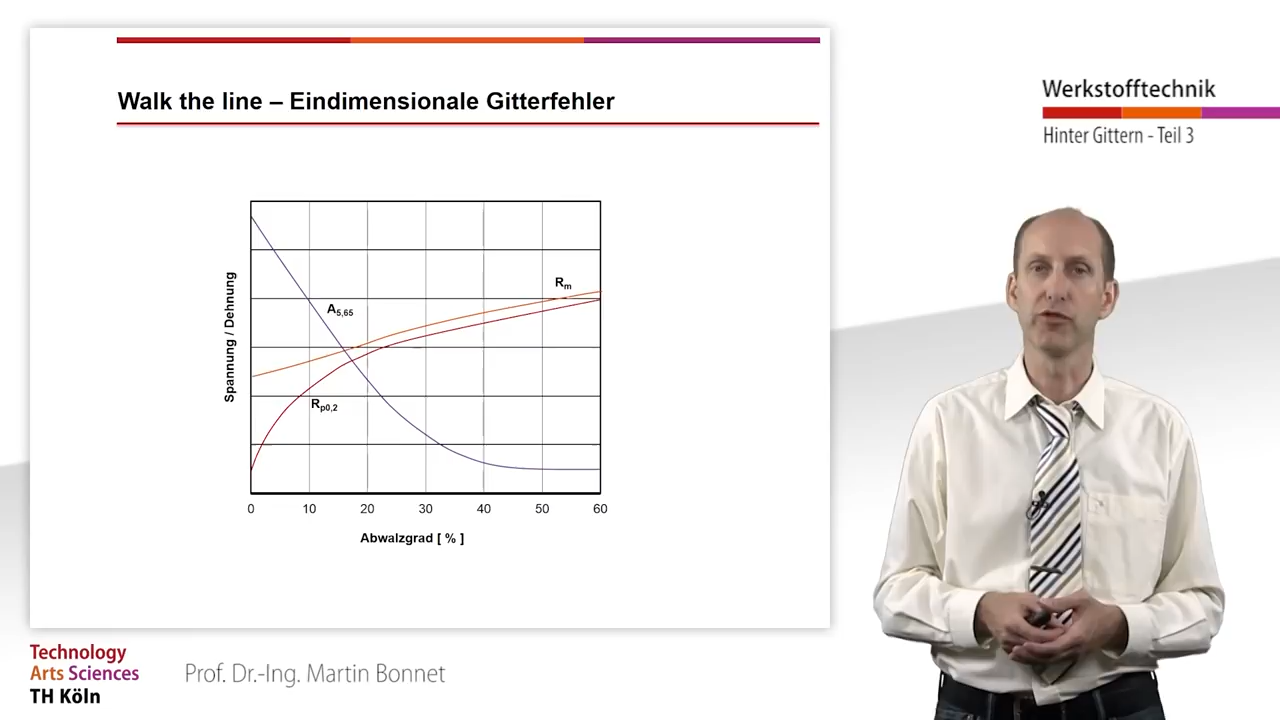 Walk the line – Eindimensionale Gitterfehler
Werkstofftechnik
Hinter Gittern - Teil 3
Spannung / Dehnung
A5,65
Rm
Rp0,2
0 10 20 30 40 50 60
Abwalzgrad [ % ]
Technology
Arts Sciences
TH Köln
Prof. Dr.-Ing. Martin Bonnet